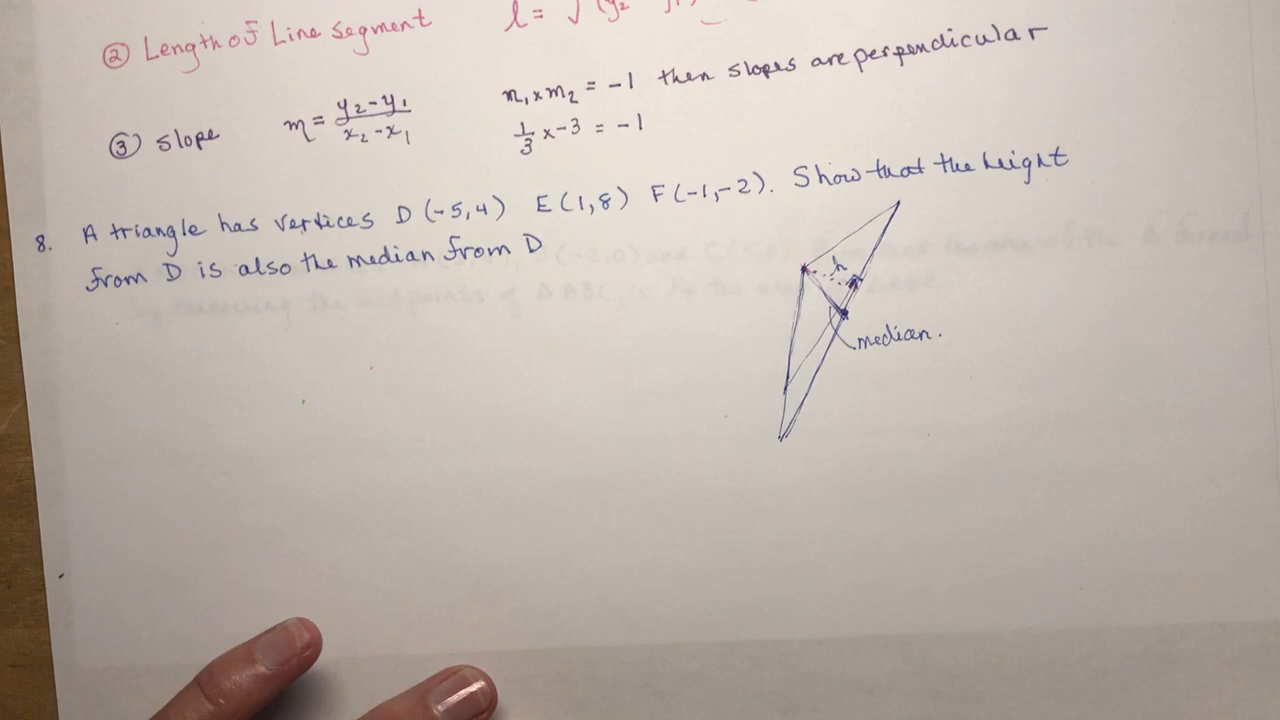 ② Length of Line Segment l = √(y₂ - y₁)
③ slope m = y₂-y₁/x₂-x₁ m₁ x m₂ = -1 then slopes are perpendicular
1/3 x -3 = -1
8. A triangle has vertices D (-5,4) E (1,8) F (-1,-2). Show that the height
from D is also the median from D
h
median.